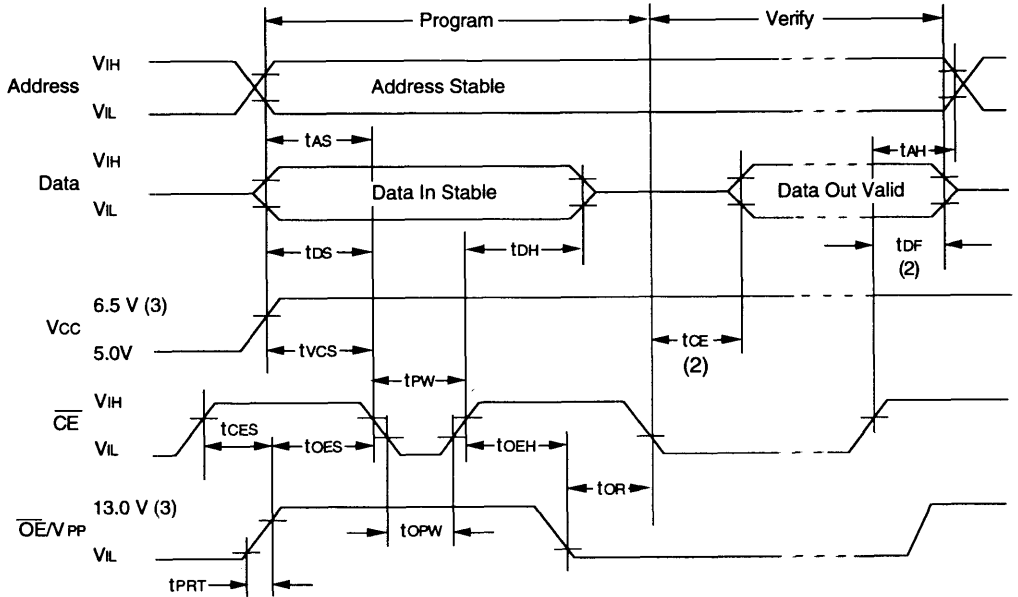 Program
Verify
Address
VIH
VIL
Address Stable
tAS
tAH
Data
VIH
VIL
Data In Stable
Data Out Valid
tDS
tDH
tDF
(2)
VCC
6.5 V (3)
5.0V
tVCS
tCE
(2)
tPW
CE
VIH
VIL
tCES
tOES
tOEH
tOR
OE/VPP
13.0 V (3)
VIL
tOPW
tPRT